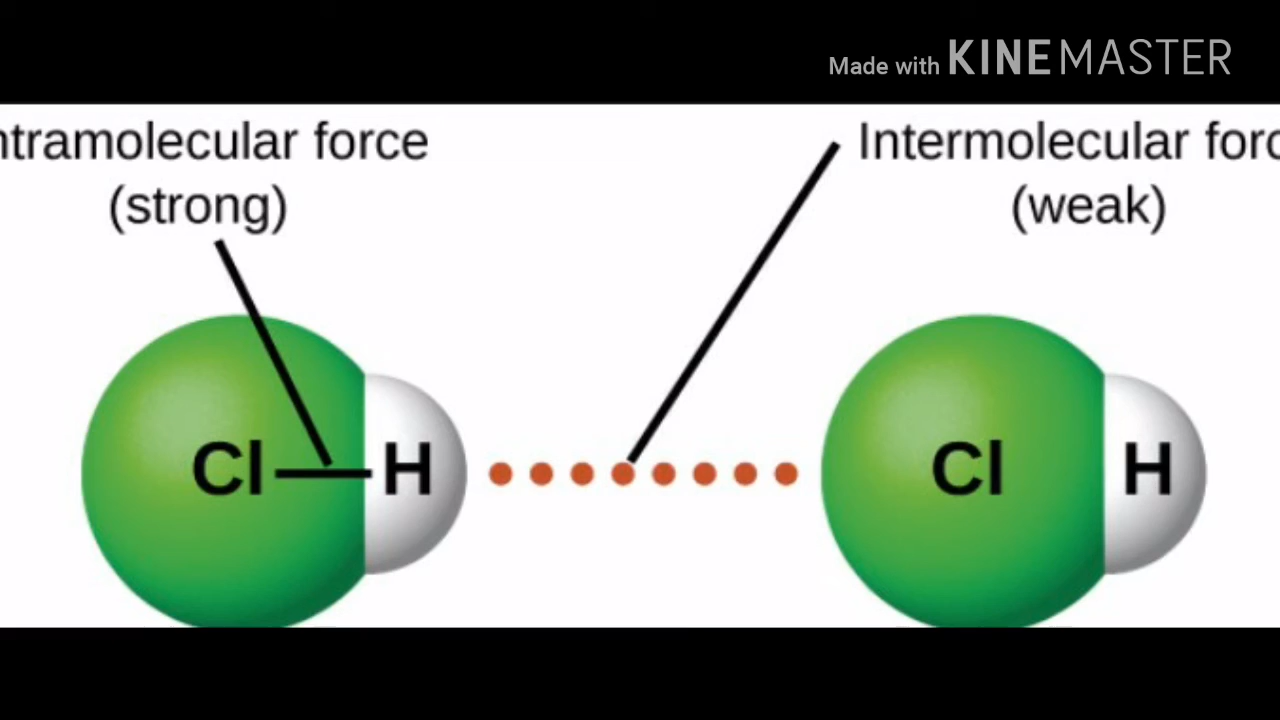 Made with KINEMASTER
ntramolecular force
(strong)
Intermolecular forc
(weak)
Cl H
Cl H